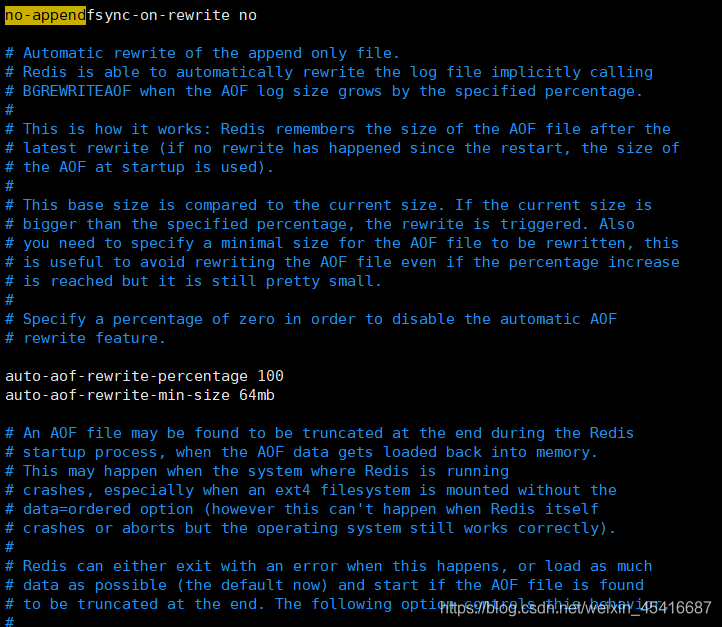 no-appendfsync-on-rewrite no
# Automatic rewrite of the append only file.
# Redis is able to automatically rewrite the log file implicitly calling
# BGREWRITEAOF when the AOF log size grows by the specified percentage.
#
# This is how it works: Redis remembers the size of the AOF file after the
# latest rewrite (if no rewrite has happened since the restart, the size of
# the AOF at startup is used).
#
# This base size is compared to the current size. If the current size is
# bigger than the specified percentage, the rewrite is triggered. Also
# you need to specify a minimal size for the AOF file to be rewritten, this
# is useful to avoid rewriting the AOF file even if the percentage increase
# is reached but it is still pretty small.
#
# Specify a percentage of zero in order to disable the automatic AOF
# rewrite feature.
auto-aof-rewrite-percentage 100
auto-aof-rewrite-min-size 64mb
# An AOF file may be found to be truncated at the end during the Redis
# startup process, when the AOF data gets loaded back into memory.
# This may happen when the system where Redis is running
# crashes, especially when an ext4 filesystem is mounted without the
# data=ordered option (however this can't happen when Redis itself
# crashes or aborts but the operating system still works correctly).
#
# Redis can either exit with an error when this happens, or load as much
# data as possible (the default now) and start if the AOF file is found
# to be truncated at the end. The following option controls this behavior.
https://blog.csdn.net/weixin_45416687
#